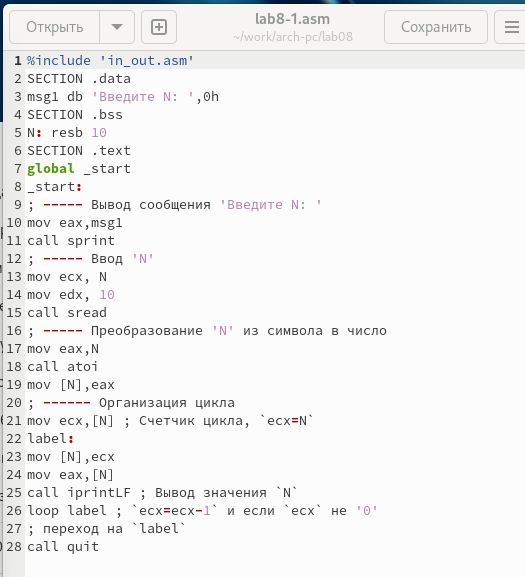 Открыть
lab8-1.asm
~/work/arch-pc/lab08
Сохранить
1 %include 'in_out.asm'
2 SECTION .data
3 msg1 db 'Введите N: ',0h
4 SECTION .bss
5 N: resb 10
6 SECTION .text
7 global _start
8 _start:
9 ; ----- Вывод сообщения 'Введите N: '
10 mov eax,msg1
11 call sprint
12 ; ----- Ввод 'N'
13 mov ecx, N
14 mov edx, 10
15 call sread
16 ; ----- Преобразование 'N' из символа в число
17 mov eax,N
18 call atoi
19 mov [N],eax
20 ; ------ Организация цикла
21 mov ecx,[N] ; Счетчик цикла, `ecx=N`
22 label:
23 mov [N],ecx
24 mov eax,[N]
25 call iprintLF ; Вывод значения `N`
26 loop label ; `ecx=ecx-1` и если `ecx` не '0'
27 ; переход на `label`
28 call quit